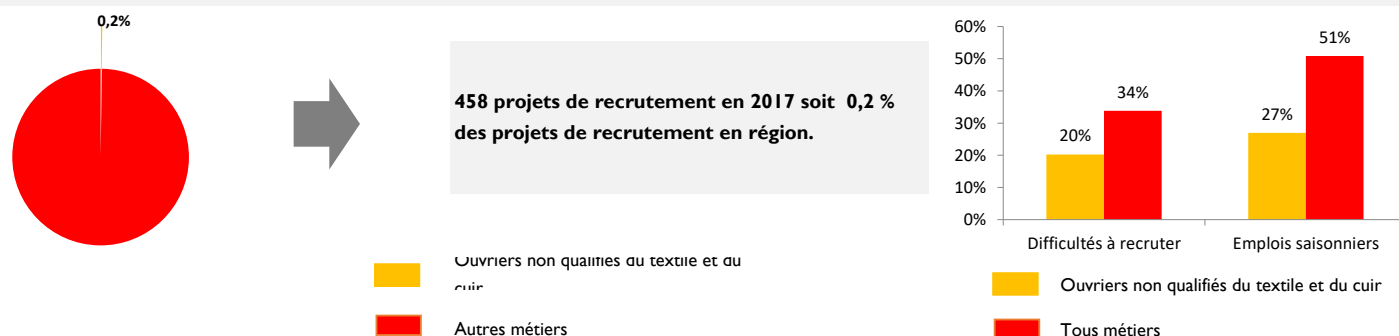 0,2%
458 projets de recrutement en 2017 soit 0,2 %
des projets de recrutement en région.
Ouvriers non qualifiés du textile et du
cuir
Autres métiers
60%
50%
40%
30%
20%
10%
0%
20%
34%
27%
51%
Difficultés à recruter
Emplois saisonniers
Ouvriers non qualifiés du textile et du cuir
Tous métiers